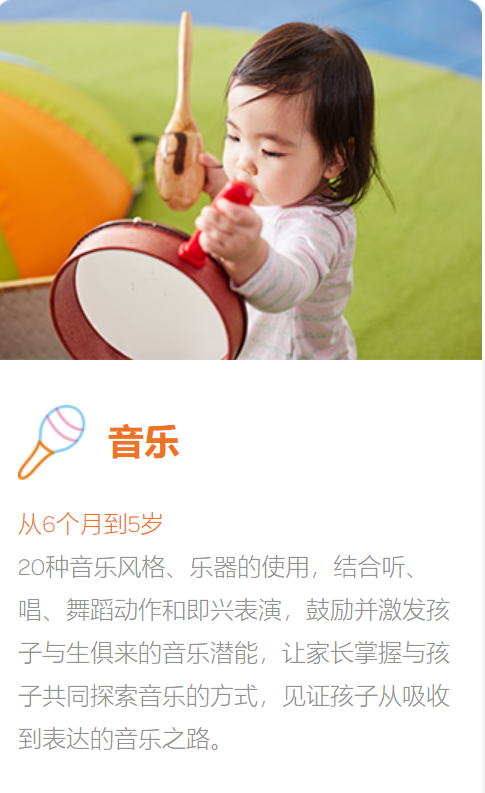 音乐
从6个月到5岁
20种音乐风格、乐器的使用，结合听、
唱、舞蹈动作和即兴表演，鼓励并激发孩
子与生俱来的音乐潜能，让家长掌握与孩
子共同探索音乐的方式，见证孩子从吸收
到表达的音乐之路。